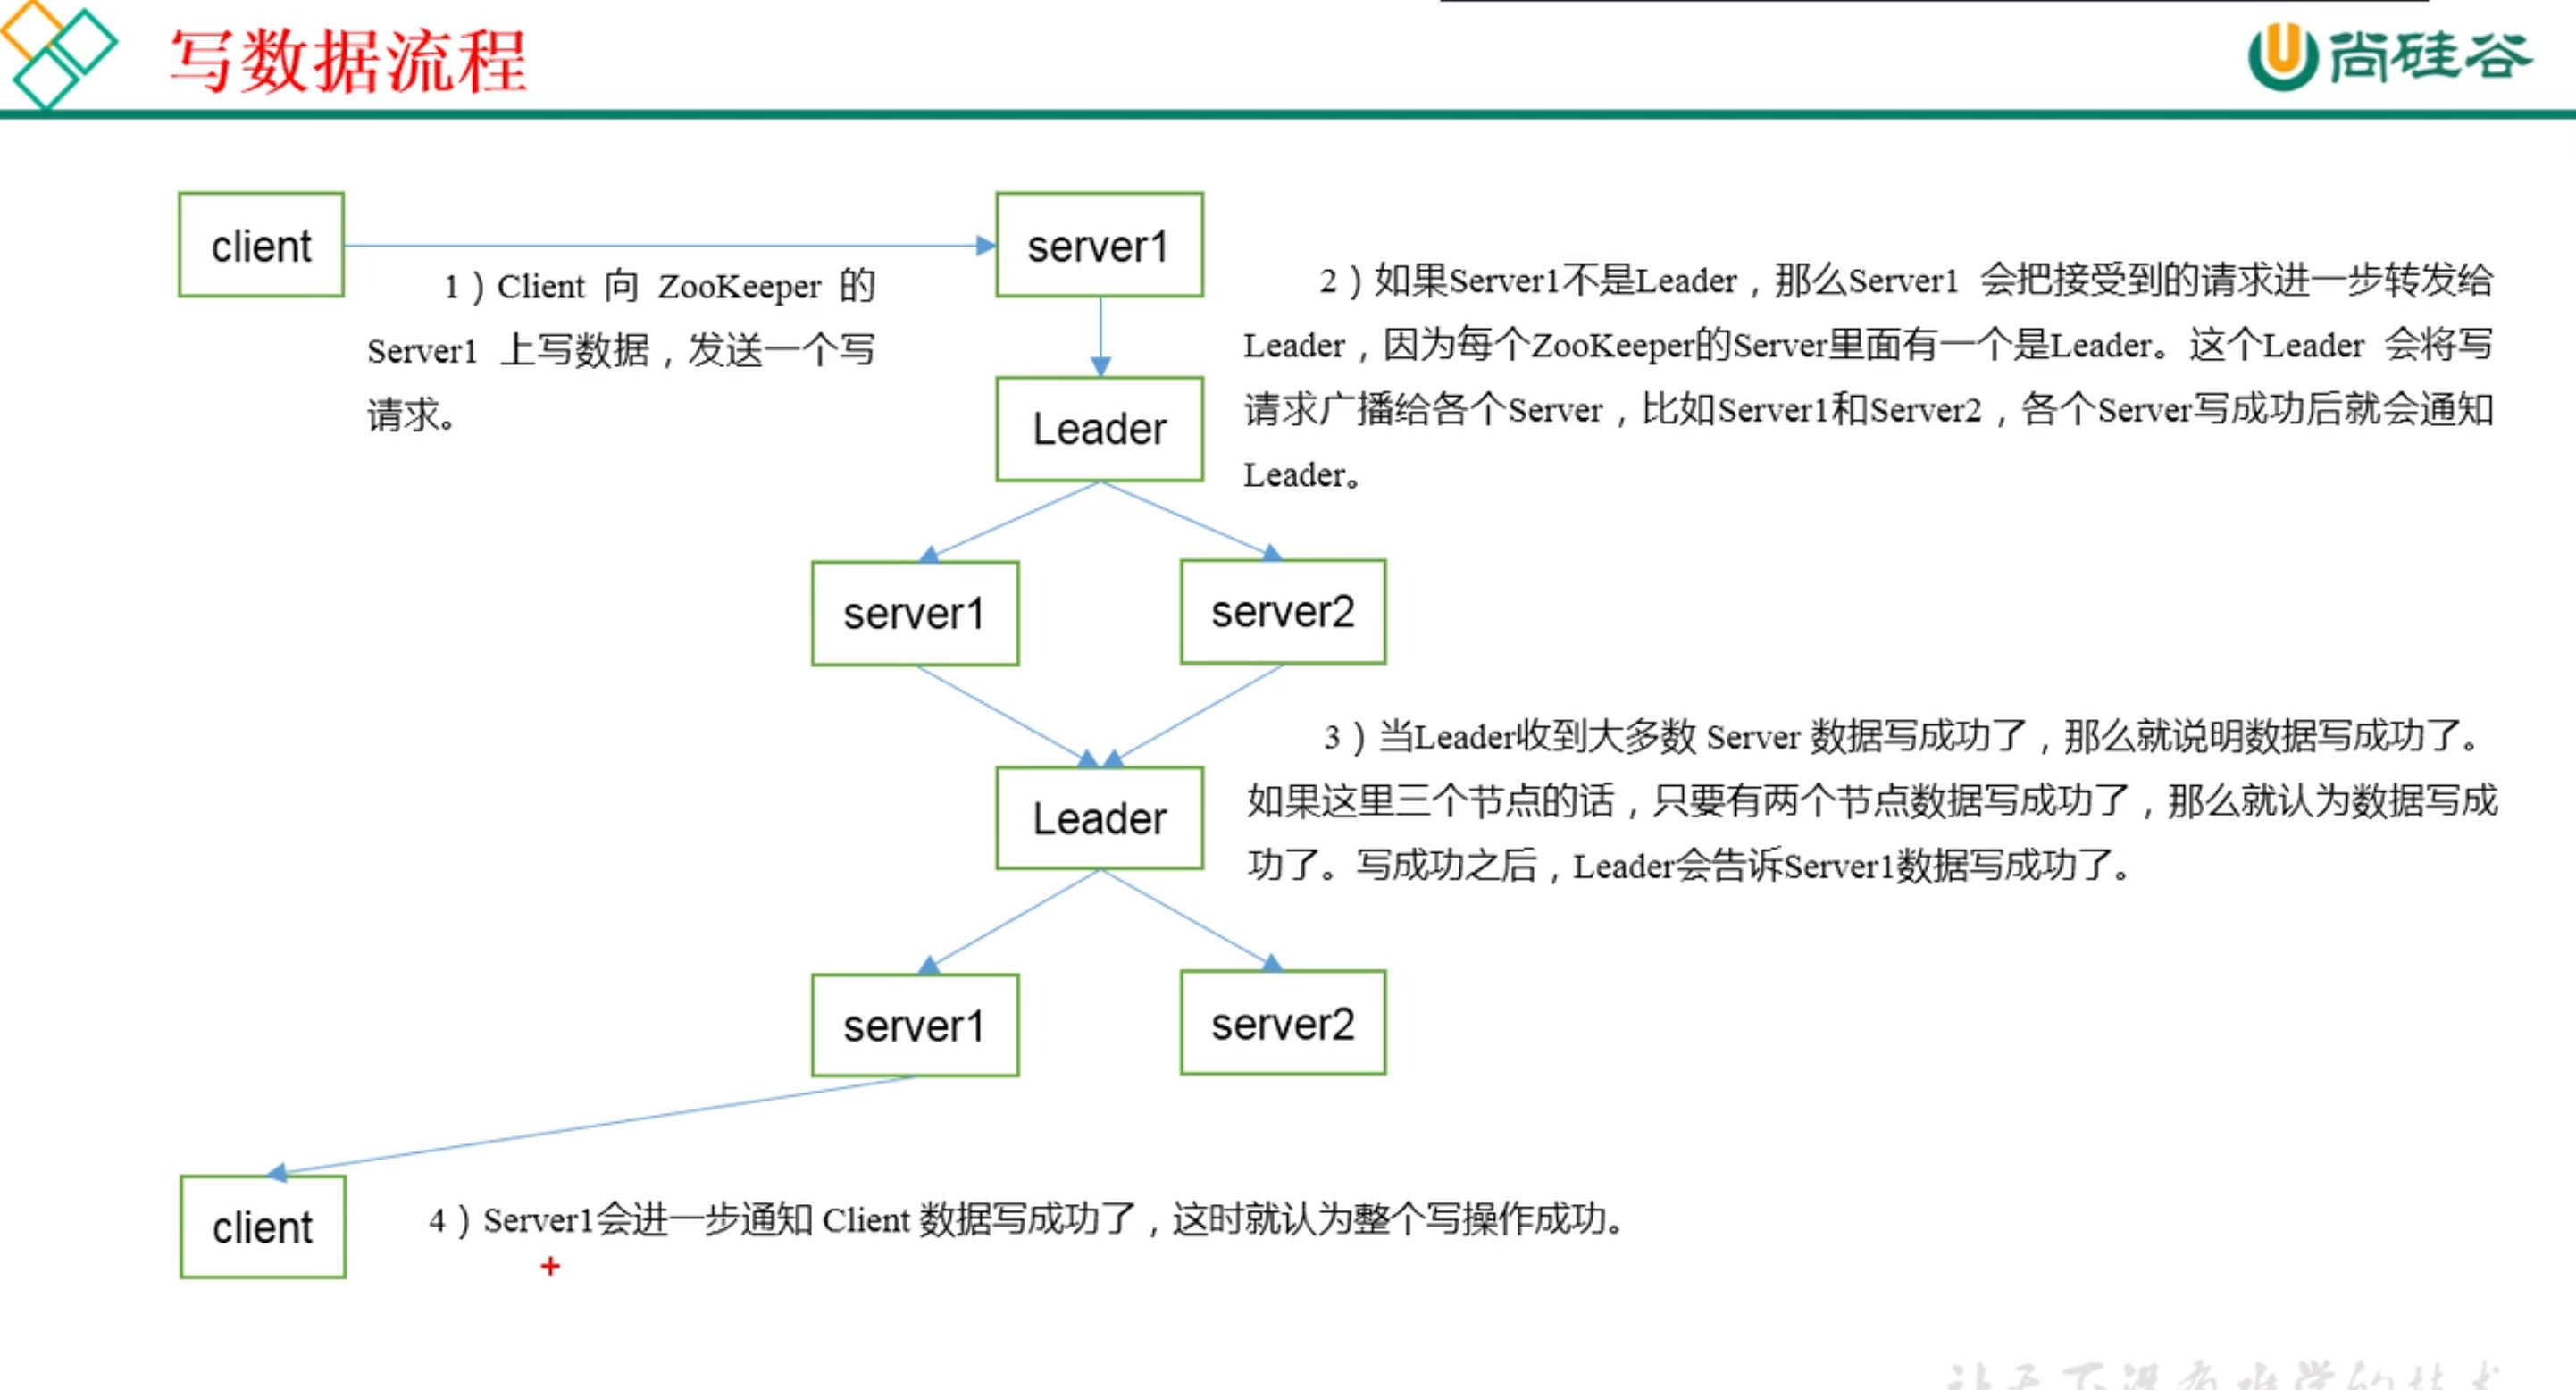 写数据流程
尚硅谷
client
server1
1）Client 向 ZooKeeper 的
Server1 上写数据，发送一个写
请求。
2）如果Server1不是Leader，那么Server1 会把接受到的请求进一步转发给
Leader，因为每个ZooKeeper的Server里面有一个是Leader。这个Leader 会将写
请求广播给各个Server，比如Server1和Server2，各个Server写成功后就会通知
Leader。
Leader
server1
server2
3）当Leader收到大多数 Server 数据写成功了，那么就说明数据写成功了。
如果这里三个节点的话，只要有两个节点数据写成功了，那么就认为数据写成
功了。写成功之后，Leader会告诉Server1数据写成功了。
Leader
server1
server2
client
4）Server1会进一步通知 Client 数据写成功了，这时就认为整个写操作成功。
让天下没有难学的技术